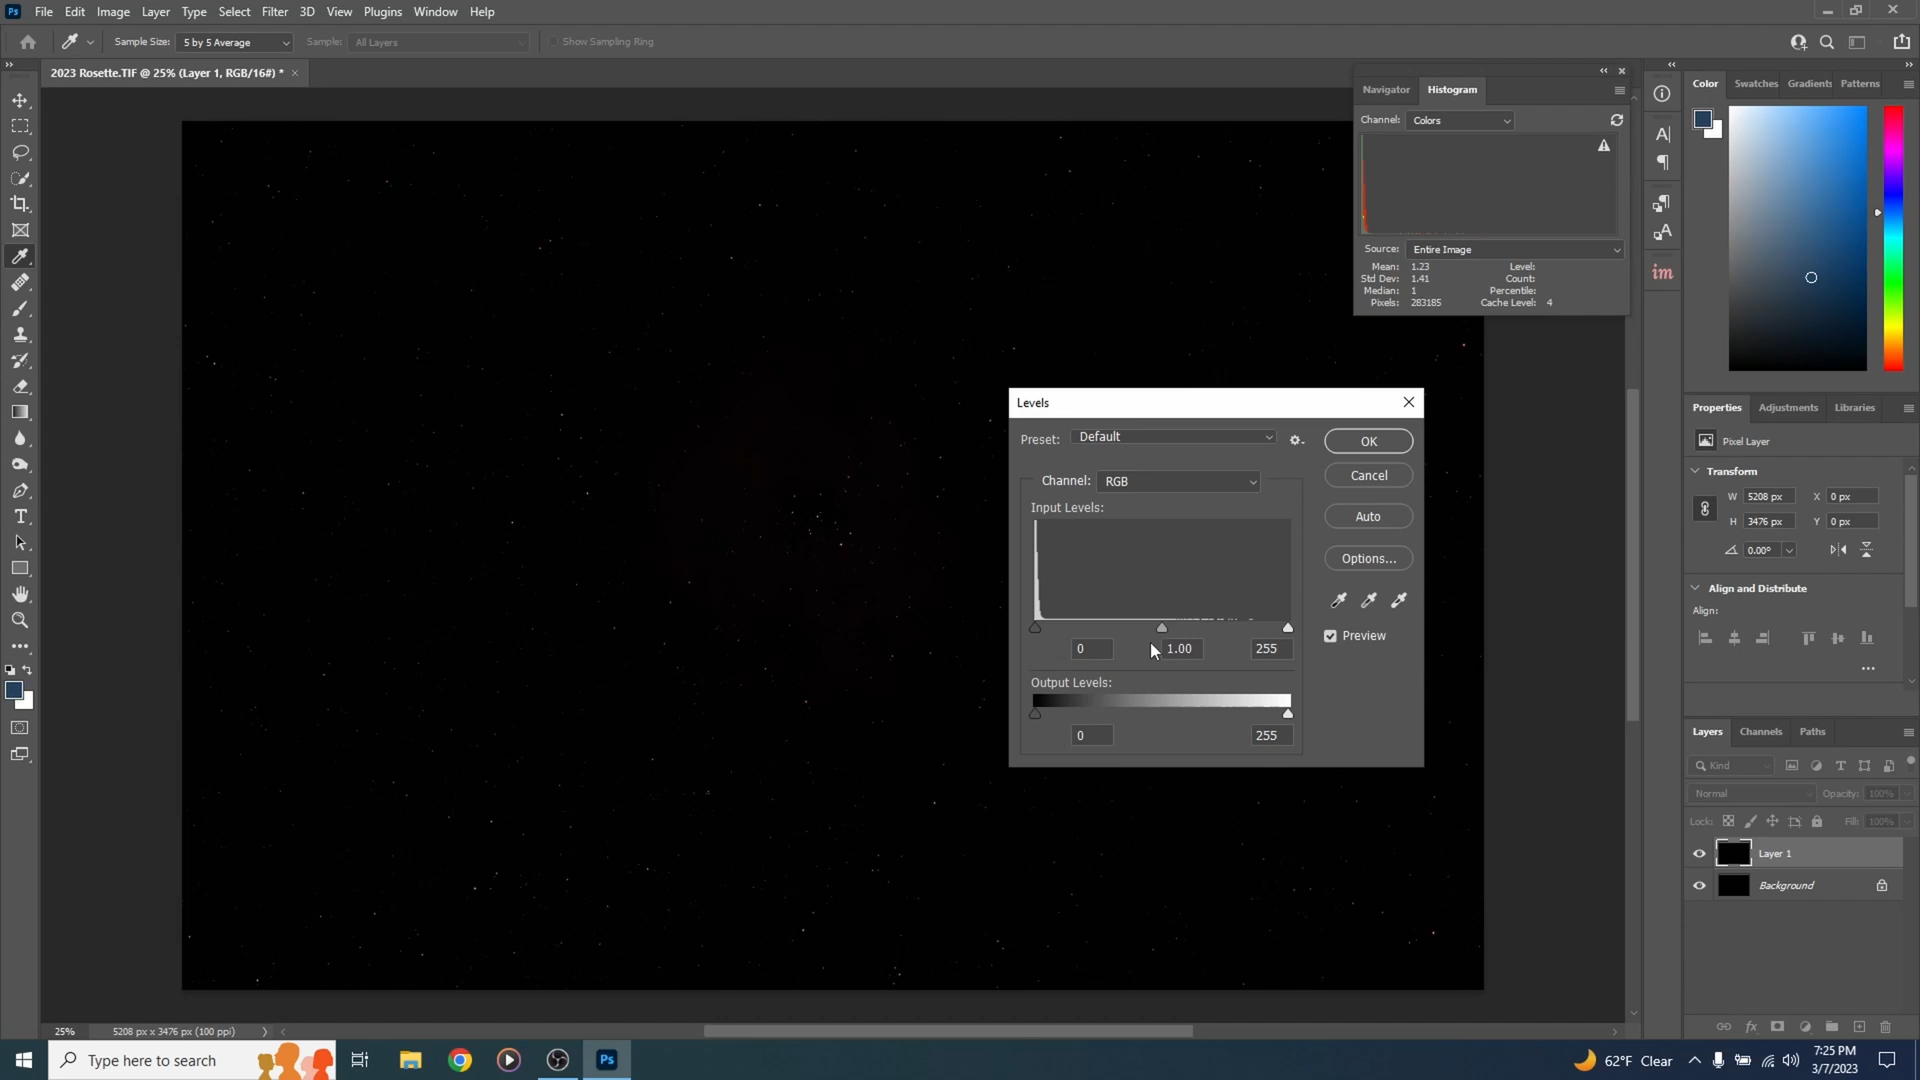 Ps File Edit Image Layer Type Select Filter 3D View Plugins Window Help
Sample Size: 5 by 5 Average Sample: All Layers Show Sampling Ring
2023 Rosette.TIF @ 25% (Layer 1, RGB/16#) * ×
Navigator Histogram
Channel: Colors
Source: Entire Image
Mean: 1.23 Level:
Std Dev: 1.41 Count:
Median: 1 Percentile:
Pixels: 283185 Cache Level: 4
Color Swatches Gradients Patterns
Levels
Preset: Default
OK
Channel: RGB
Cancel
Input Levels:
Auto
Options...
Preview
0 1.00 255
Output Levels:
0 255
Properties Adjustments Libraries
Pixel Layer
Transform
W 5208 px X 0 px
H 3476 px Y 0 px
0.00°
Align and Distribute
Align:
Layers Channels Paths
Kind
Normal Opacity: 100%
Lock: Fill: 100%
Layer 1
Background
25% 5208 px x 3476 px (100 ppi)
Type here to search
Ps
62°F Clear
7:25 PM
3/7/2023